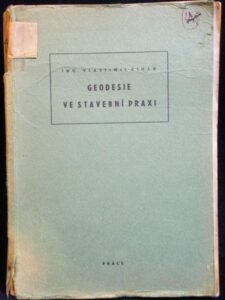 ING. VLASTIMIL
GEODESIE
VE STAVEBNÍ PRAXI
PRÁCE